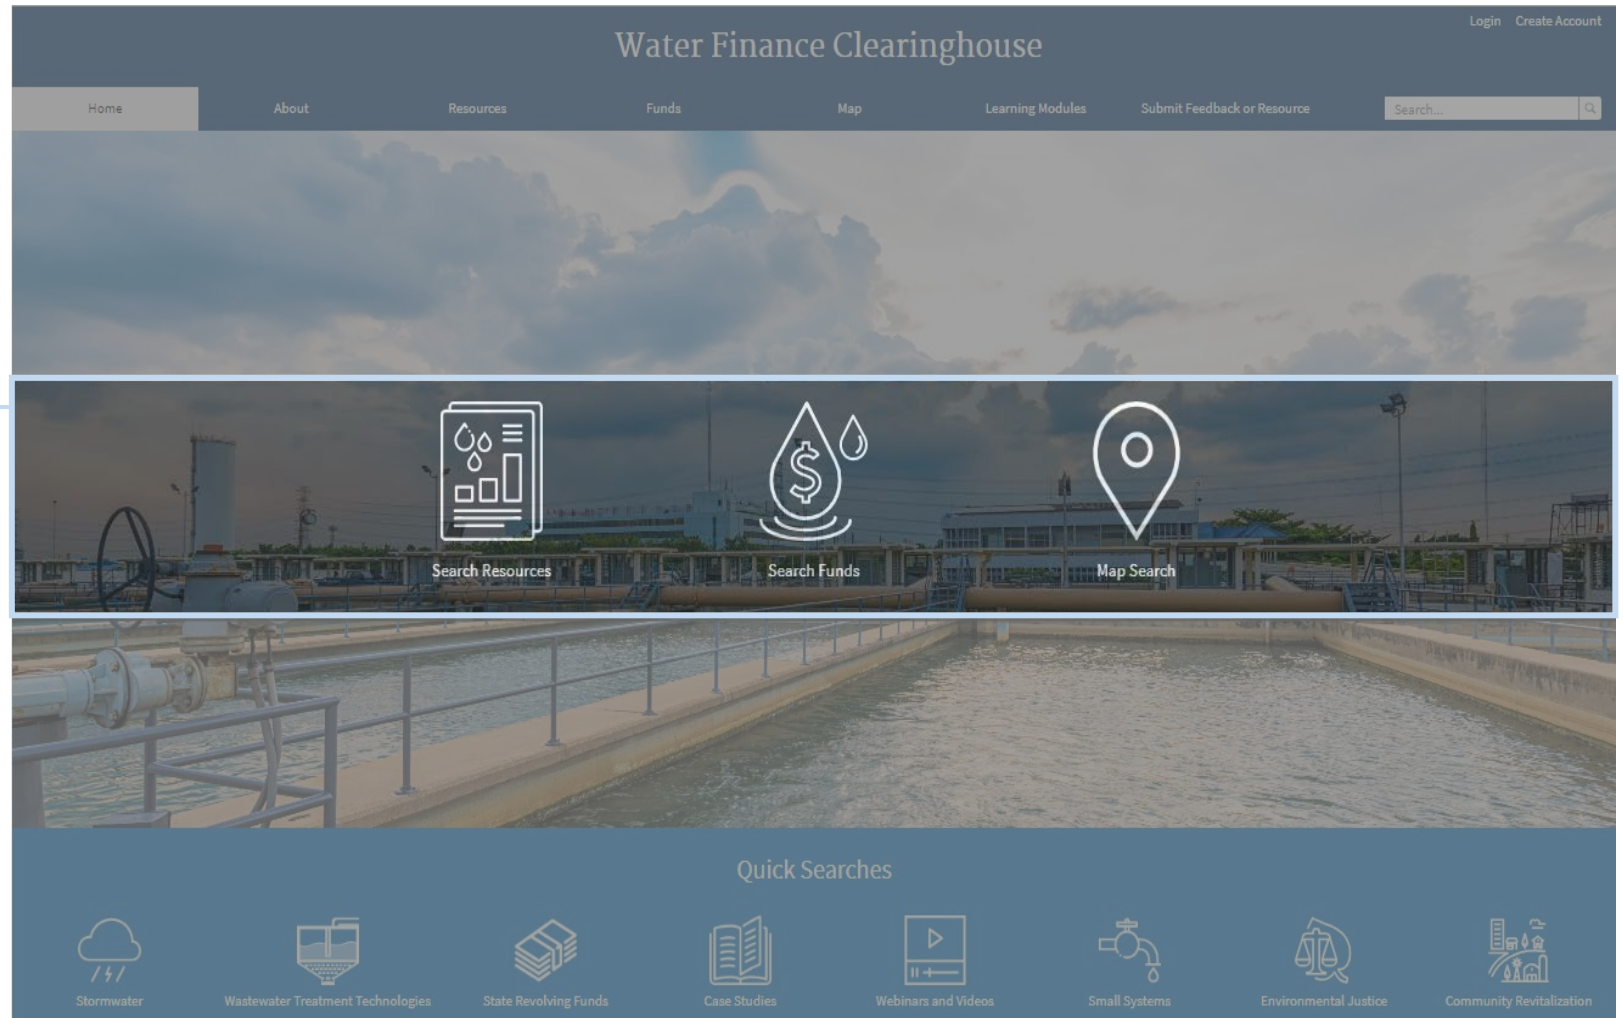 Login Create Account
Water Finance Clearinghouse
Home About Resources Funds Map Learning Modules Submit Feedback or Resource Search...
Search Resources Search Funds Map Search
Quick Searches
Stormwater Wastewater Treatment Technologies State Revolving Funds Case Studies Webinars and Videos Small Systems Environmental Justice Community Revitalization